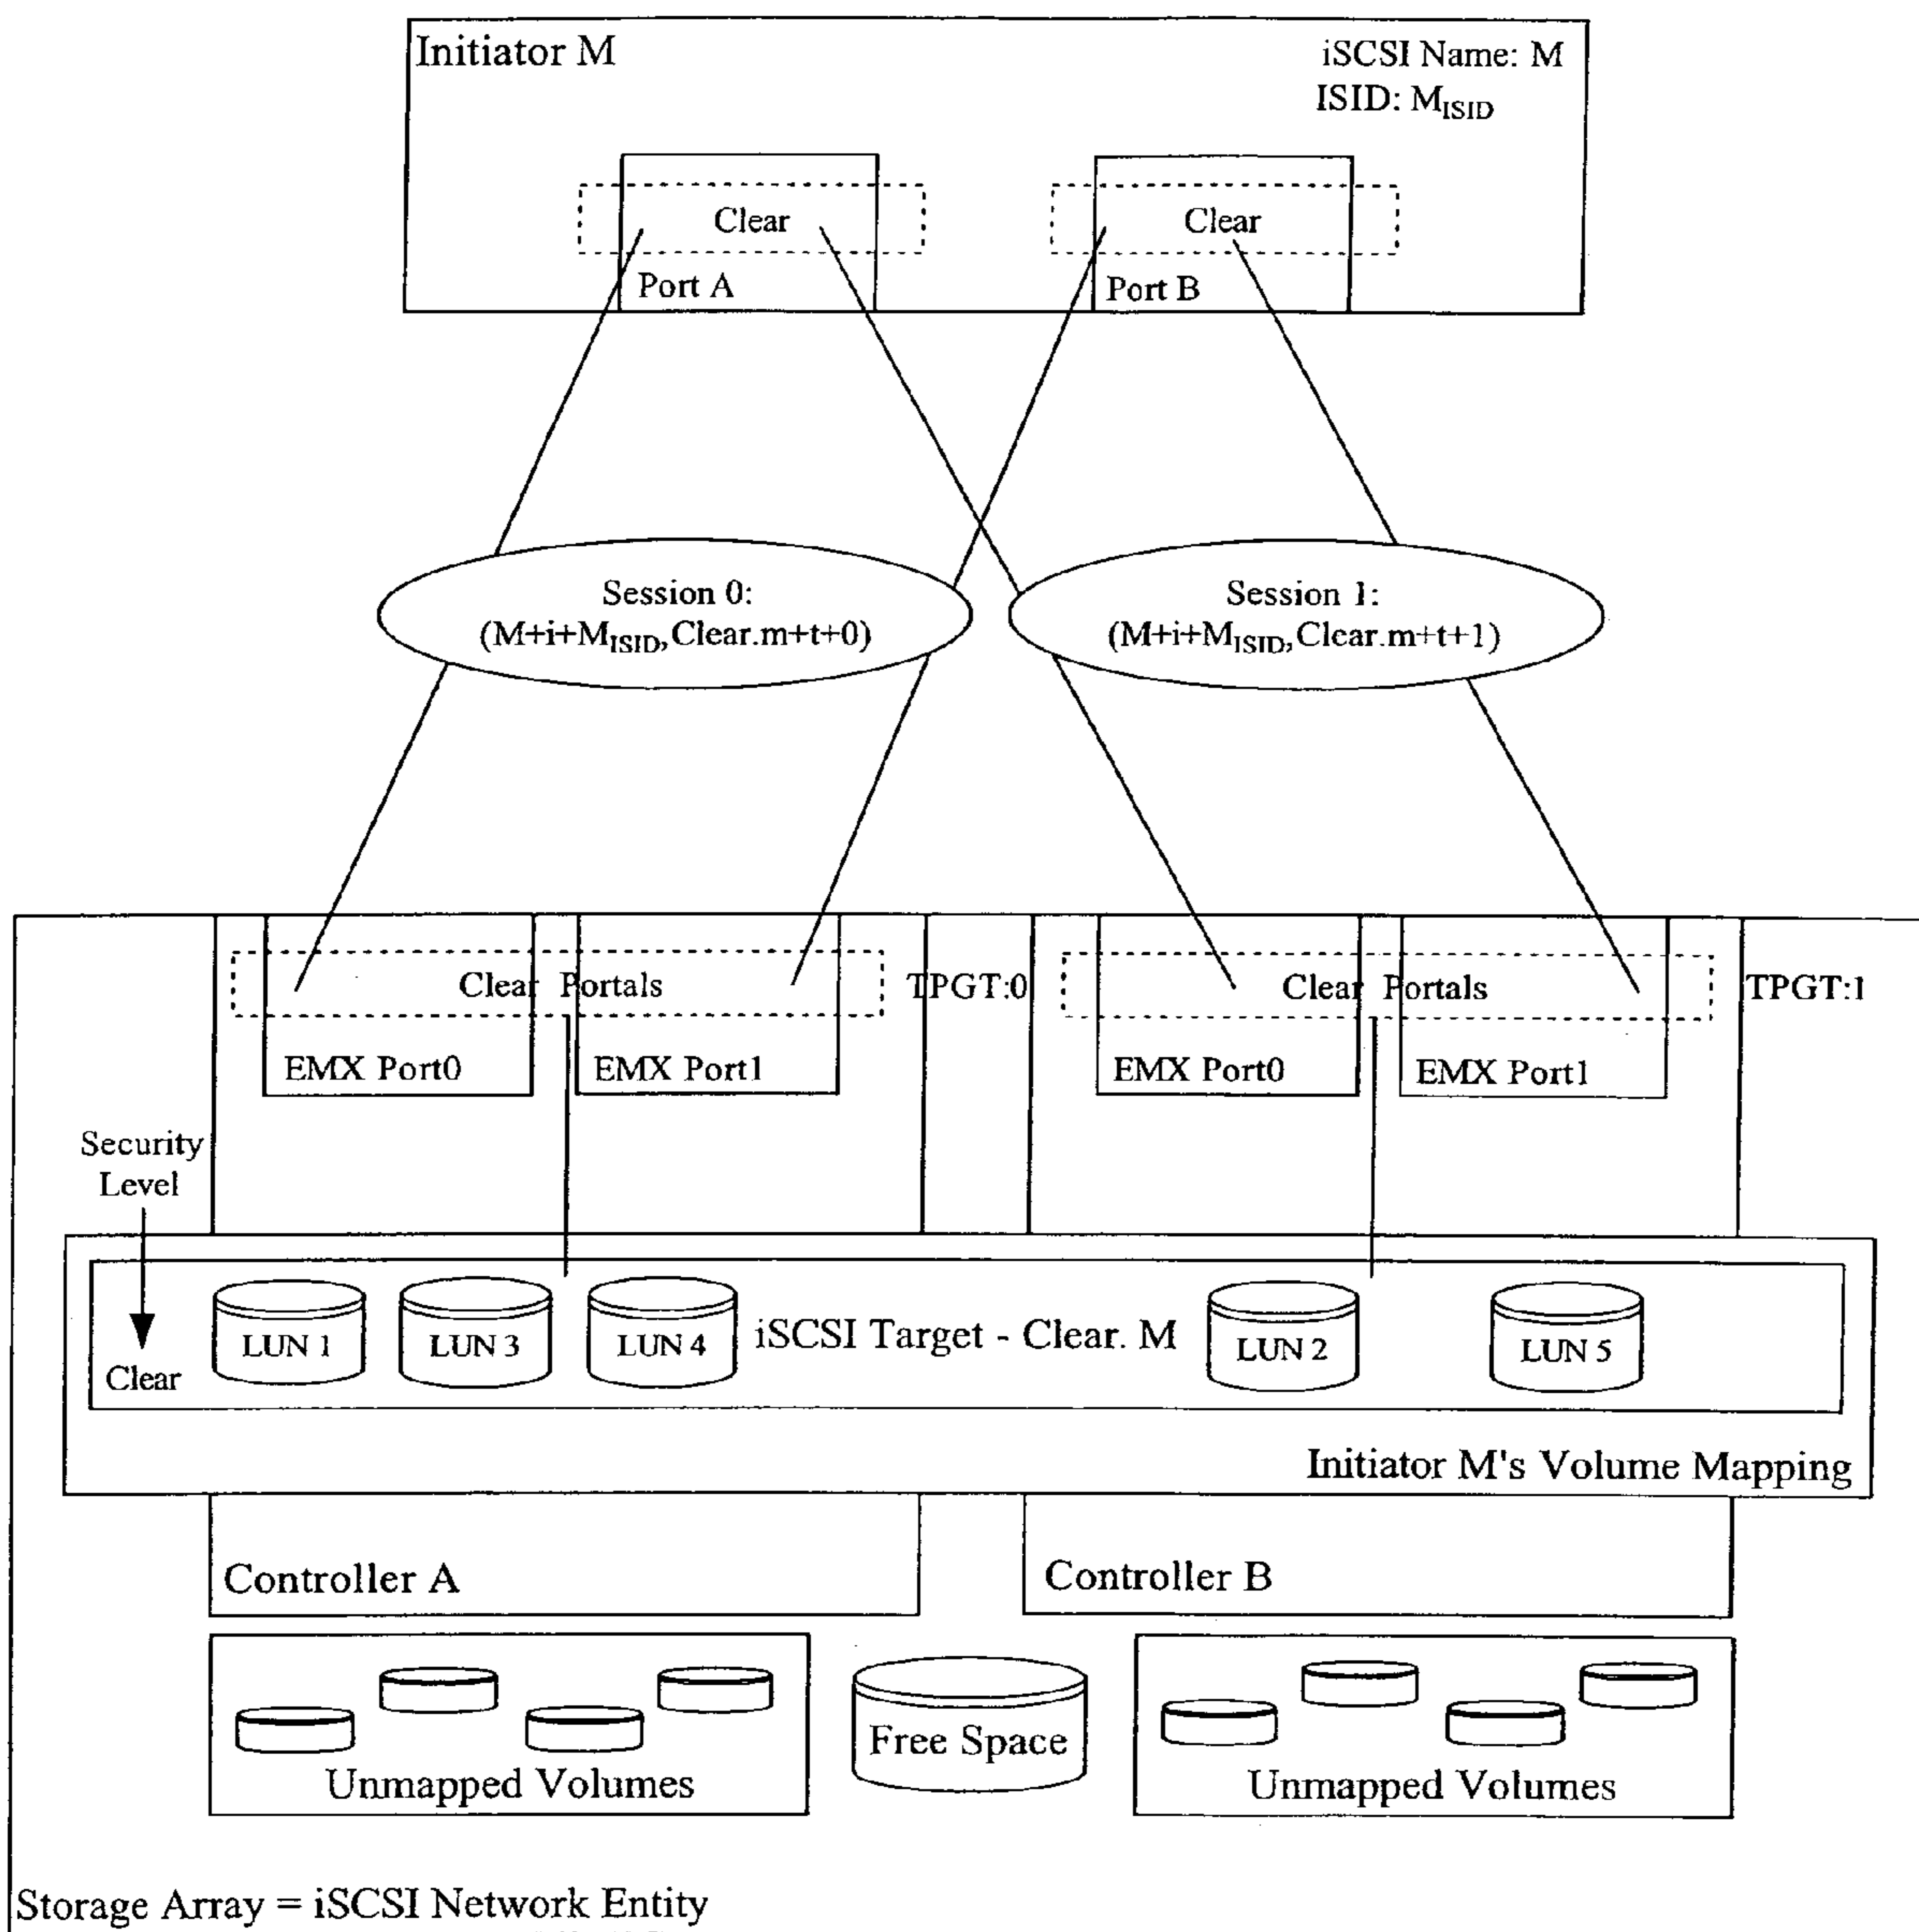 Initiator M
iSCSI Name: M
ISID: M_ISID
Clear
Clear
Port A
Port B
Session 0:
(M+i+M_ISID,Clear.m+t+0)
Session 1:
(M+i+M_ISID,Clear.m+t+1)
Clear Portals
TPGT:0
Clear Portals
TPGT:1
EMX Port0
EMX Port1
EMX Port0
EMX Port1
Security
Level
Clear
LUN 1
LUN 3
LUN 4
iSCSI Target - Clear. M
LUN 2
LUN 5
Initiator M's Volume Mapping
Controller A
Controller B
Unmapped Volumes
Free Space
Unmapped Volumes
Storage Array = iSCSI Network Entity